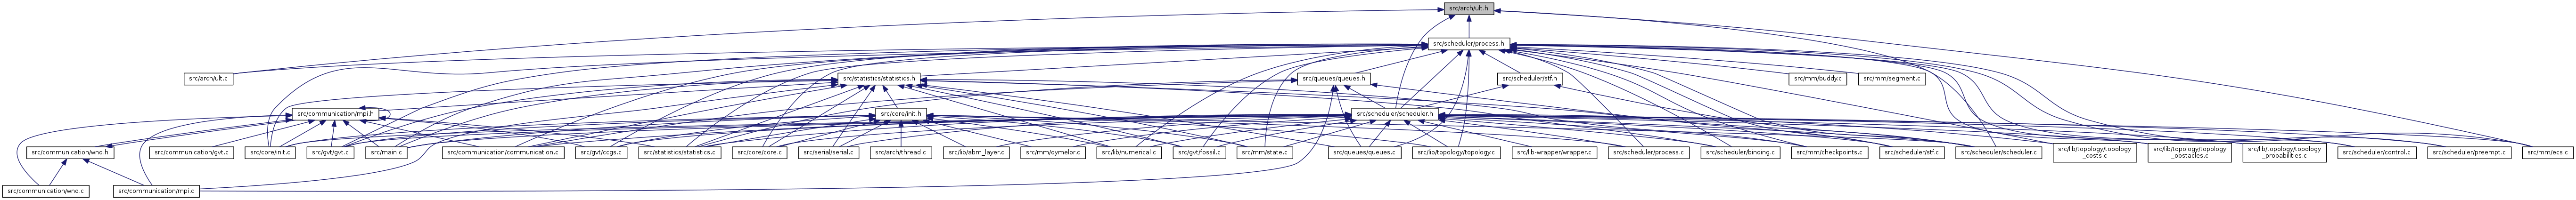 src/arch/ult.h
src/scheduler/process.h
src/arch/ult.c
src/statistics/statistics.h
src/queues/queues.h
src/scheduler/stf.h
src/mm/buddy.c
src/mm/segment.c
src/communication/mpi.h
src/core/init.h
src/scheduler/scheduler.h
src/communication/wnd.h
src/communication/gvt.c
src/core/init.c
src/gvt/gvt.c
src/main.c
src/communication/communication.c
src/gvt/ccgs.c
src/statistics/statistics.c
src/core/core.c
src/serial/serial.c
src/arch/thread.c
src/lib/abm_layer.c
src/mm/dymelor.c
src/lib/numerical.c
src/gvt/fossil.c
src/mm/state.c
src/queues/queues.c
src/lib/topology/topology.c
src/lib-wrapper/wrapper.c
src/scheduler/process.c
src/scheduler/binding.c
src/mm/checkpoints.c
src/scheduler/stf.c
src/scheduler/scheduler.c
src/lib/topology/topology
_costs.c
src/lib/topology/topology
_obstacles.c
src/lib/topology/topology
_probabilities.c
src/scheduler/control.c
src/scheduler/preempt.c
src/mm/ecs.c
src/communication/wnd.c
src/communication/mpi.c